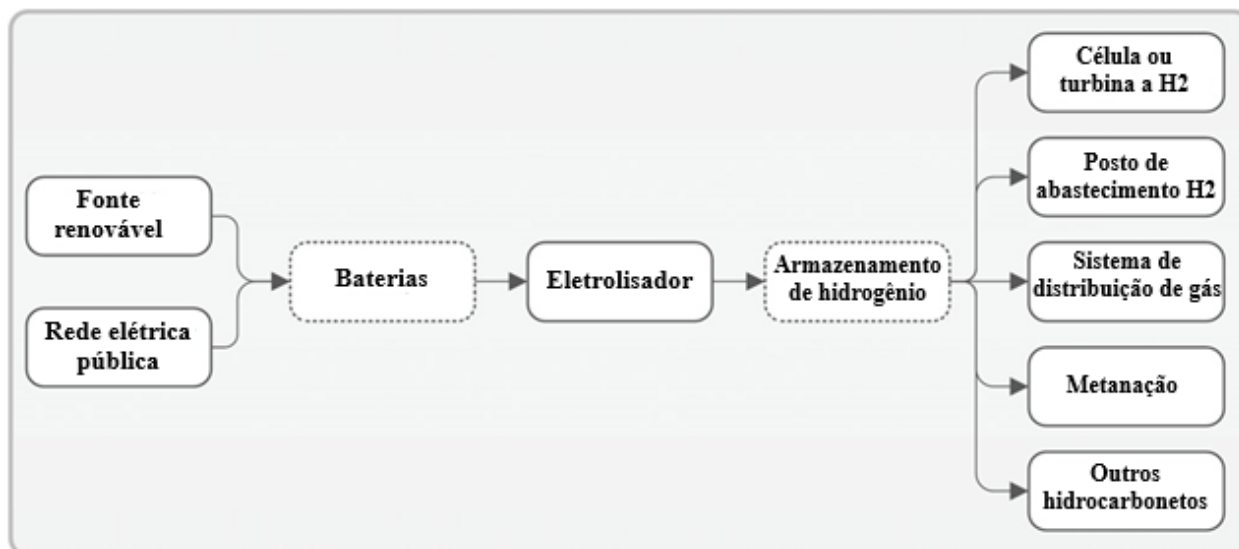 Fonte
renovável
Rede elétrica
pública
Baterias
Eletrolisador
Armazenamento
de hidrogênio
Célula ou
turbina a H2
Posto de
abastecimento H2
Sistema de
distribuição de gás
Metanação
Outros
hidrocarbonetos